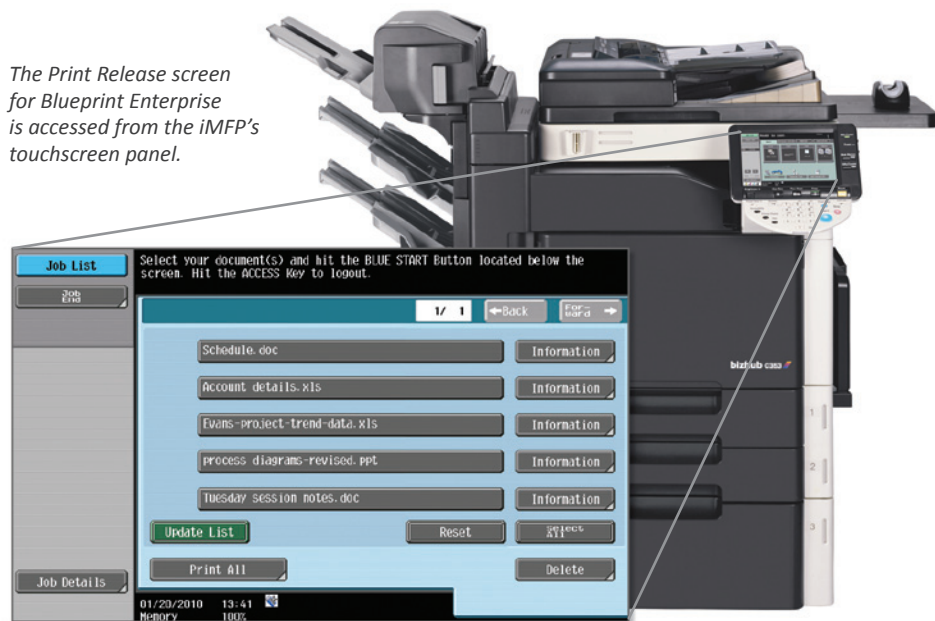 The Print Release screen
for Blueprint Enterprise
is accessed from the iMFP's
touchscreen panel.
Job List
Select your document(s) and hit the BLUE START Button located below the
screen. Hit the ACCESS Key to logout.
Job
End
1/ 1
←Back
For-
ward →
Schedule.doc
Information
Account details.xls
Information
Evans-project-trend-data.xls
Information
process diagrams-revised.ppt
Information
Tuesday session notes.doc
Information
Update List
Reset
Select
All
Print All
Delete
Job Details
01/20/2010 13:41
Memory 100%
bizhub C353
1
2
3